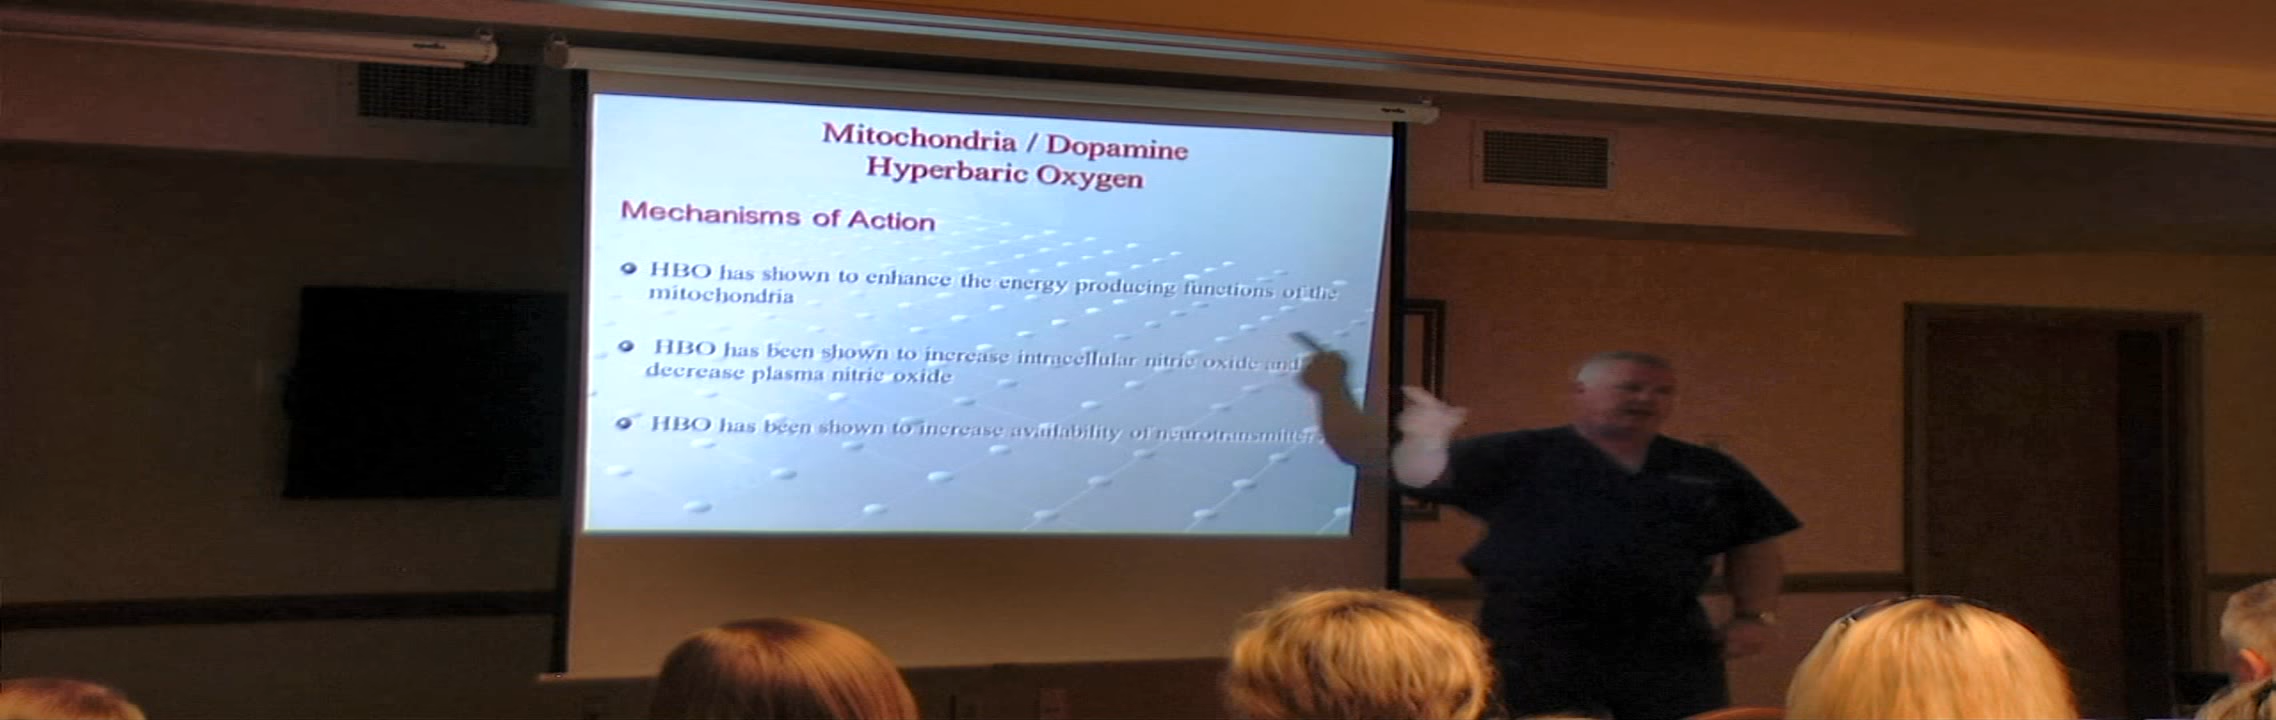 Mitochondria / Dopamine
Hyperbaric Oxygen
Mechanisms of Action
HBO has shown to enhance the energy producing functions of the
mitochondria
HBO has been shown to increase intracellular nitric oxide and
decrease plasma nitric oxide
HBO has been shown to increase availability of neurotransmitters